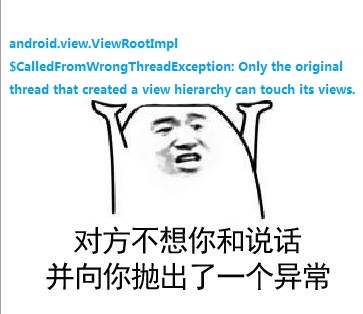 android.view.ViewRootImpl
$CalledFromWrongThreadException: Only the original
thread that created a view hierarchy can touch its views.
对方不想你和说话
并向你抛出了一个异常